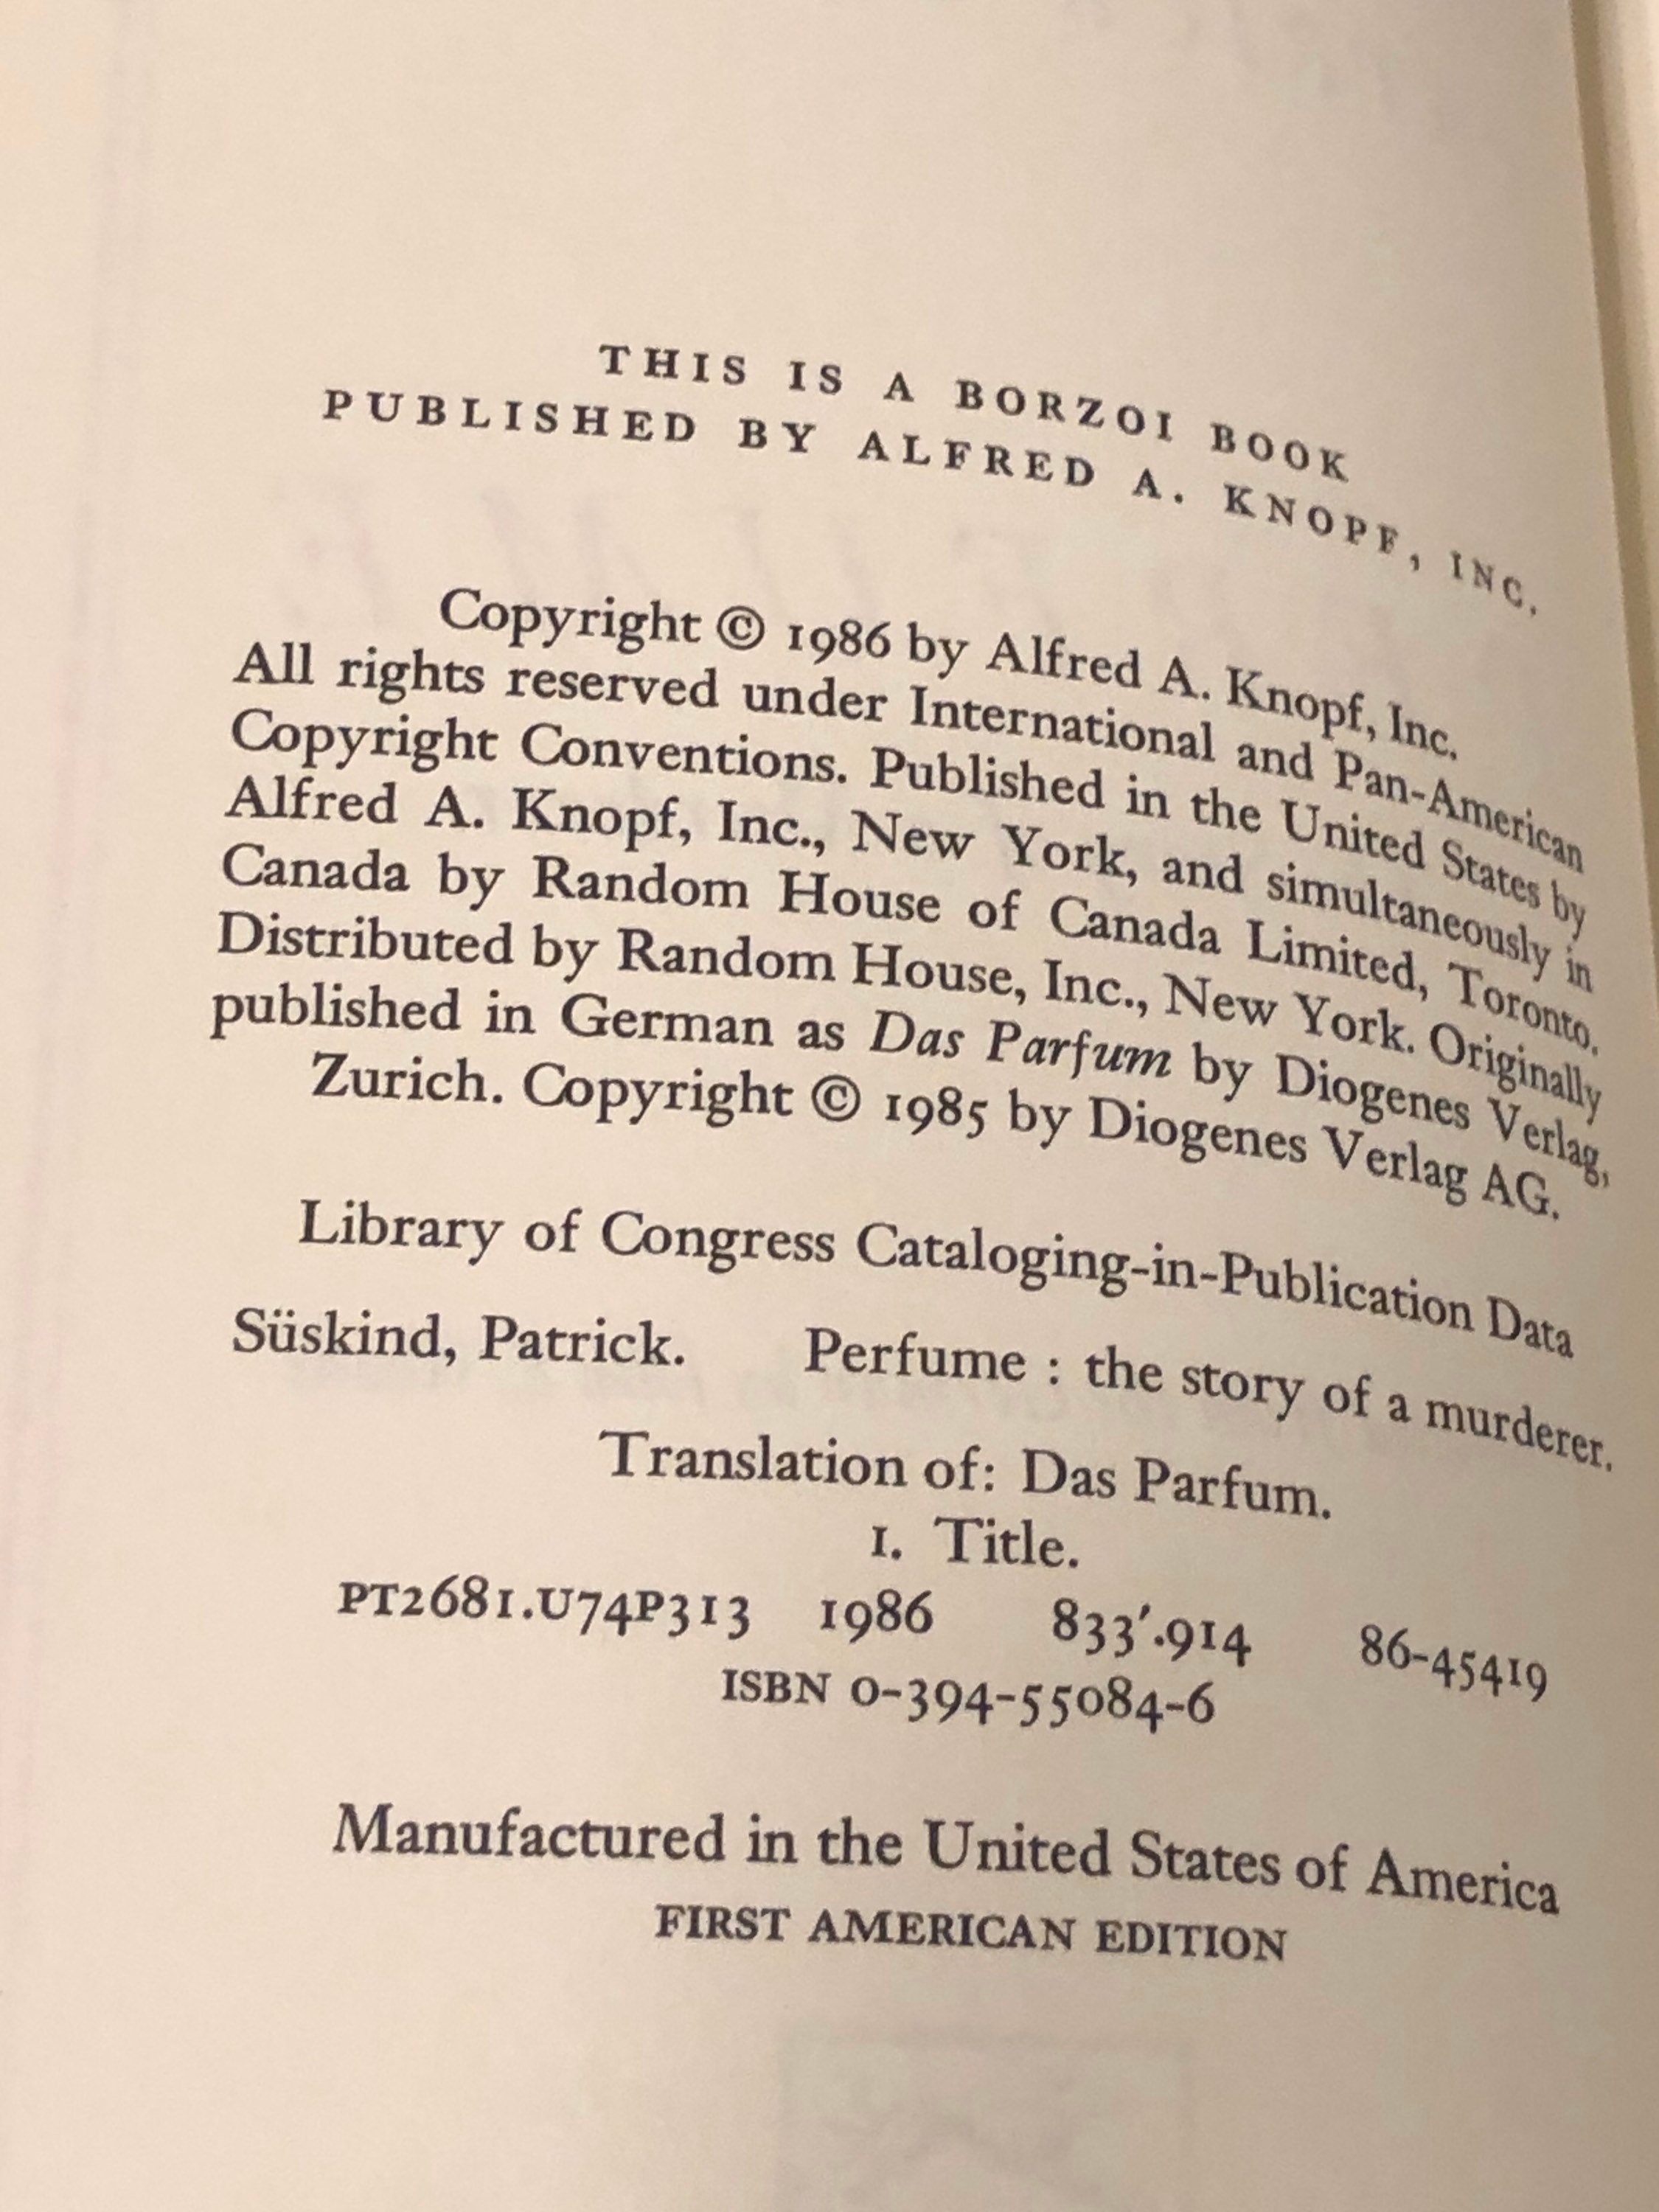 THIS IS A BORZOI BOOK
PUBLISHED BY ALFRED A. KNOPF, INC.
Copyright © 1986 by Alfred A. Knopf, Inc.
All rights reserved under International and Pan-American
Copyright Conventions. Published in the United States by
Alfred A. Knopf, Inc., New York, and simultaneously in
Canada by Random House of Canada Limited, Toronto.
Distributed by Random House, Inc., New York. Originally
published in German as Das Parfum by Diogenes Verlag,
Zurich. Copyright © 1985 by Diogenes Verlag AG.
Library of Congress Cataloging-in-Publication Data
Süskind, Patrick. Perfume : the story of a murderer.
Translation of: Das Parfum.
1. Title.
PT2681.U74P313 1986 833'.914 86-45419
ISBN 0-394-55084-6
Manufactured in the United States of America
FIRST AMERICAN EDITION